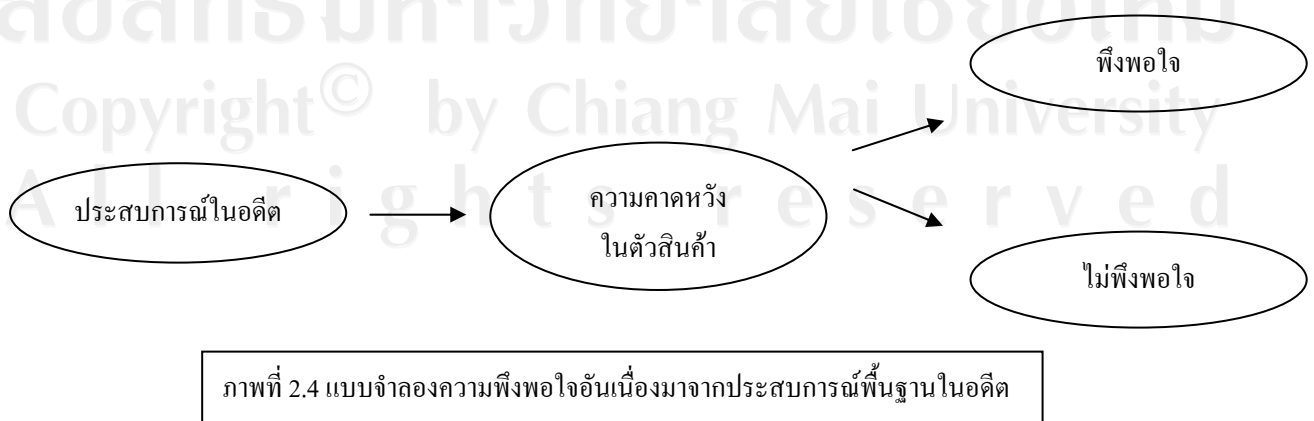 ลิขสิทธิ์มหาวิทยาลัยเชียงใหม่
Copyright© by Chiang Mai University
All rights reserved
พึงพอใจ
ประสบการณ์ในอดีต
ความคาดหวัง
ในตัวสินค้า
ไม่พึงพอใจ
ภาพที่ 2.4 แบบจำลองความพึงพอใจอันเนื่องมาจากประสบการณ์พื้นฐานในอดีต